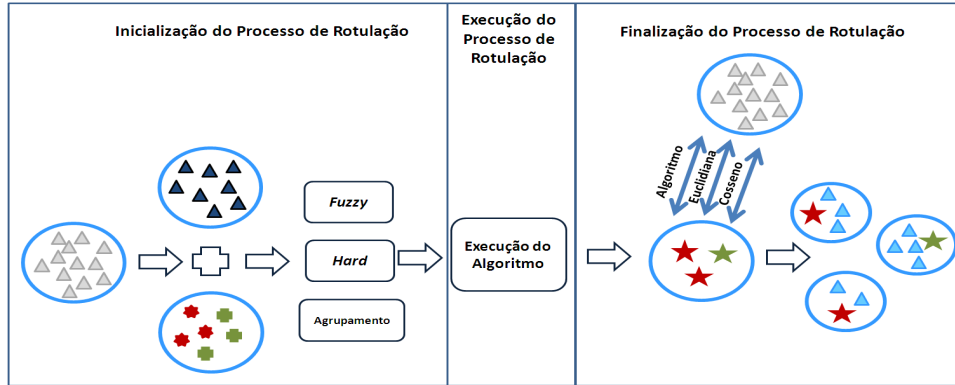 Inicialização do Processo de Rotulação
Execução do
Processo de
Rotulação
Finalização do Processo de Rotulação
Fuzzy
Hard
Agrupamento
Execução do
Algoritmo
Algoritmo
Euclidiana
Cosseno